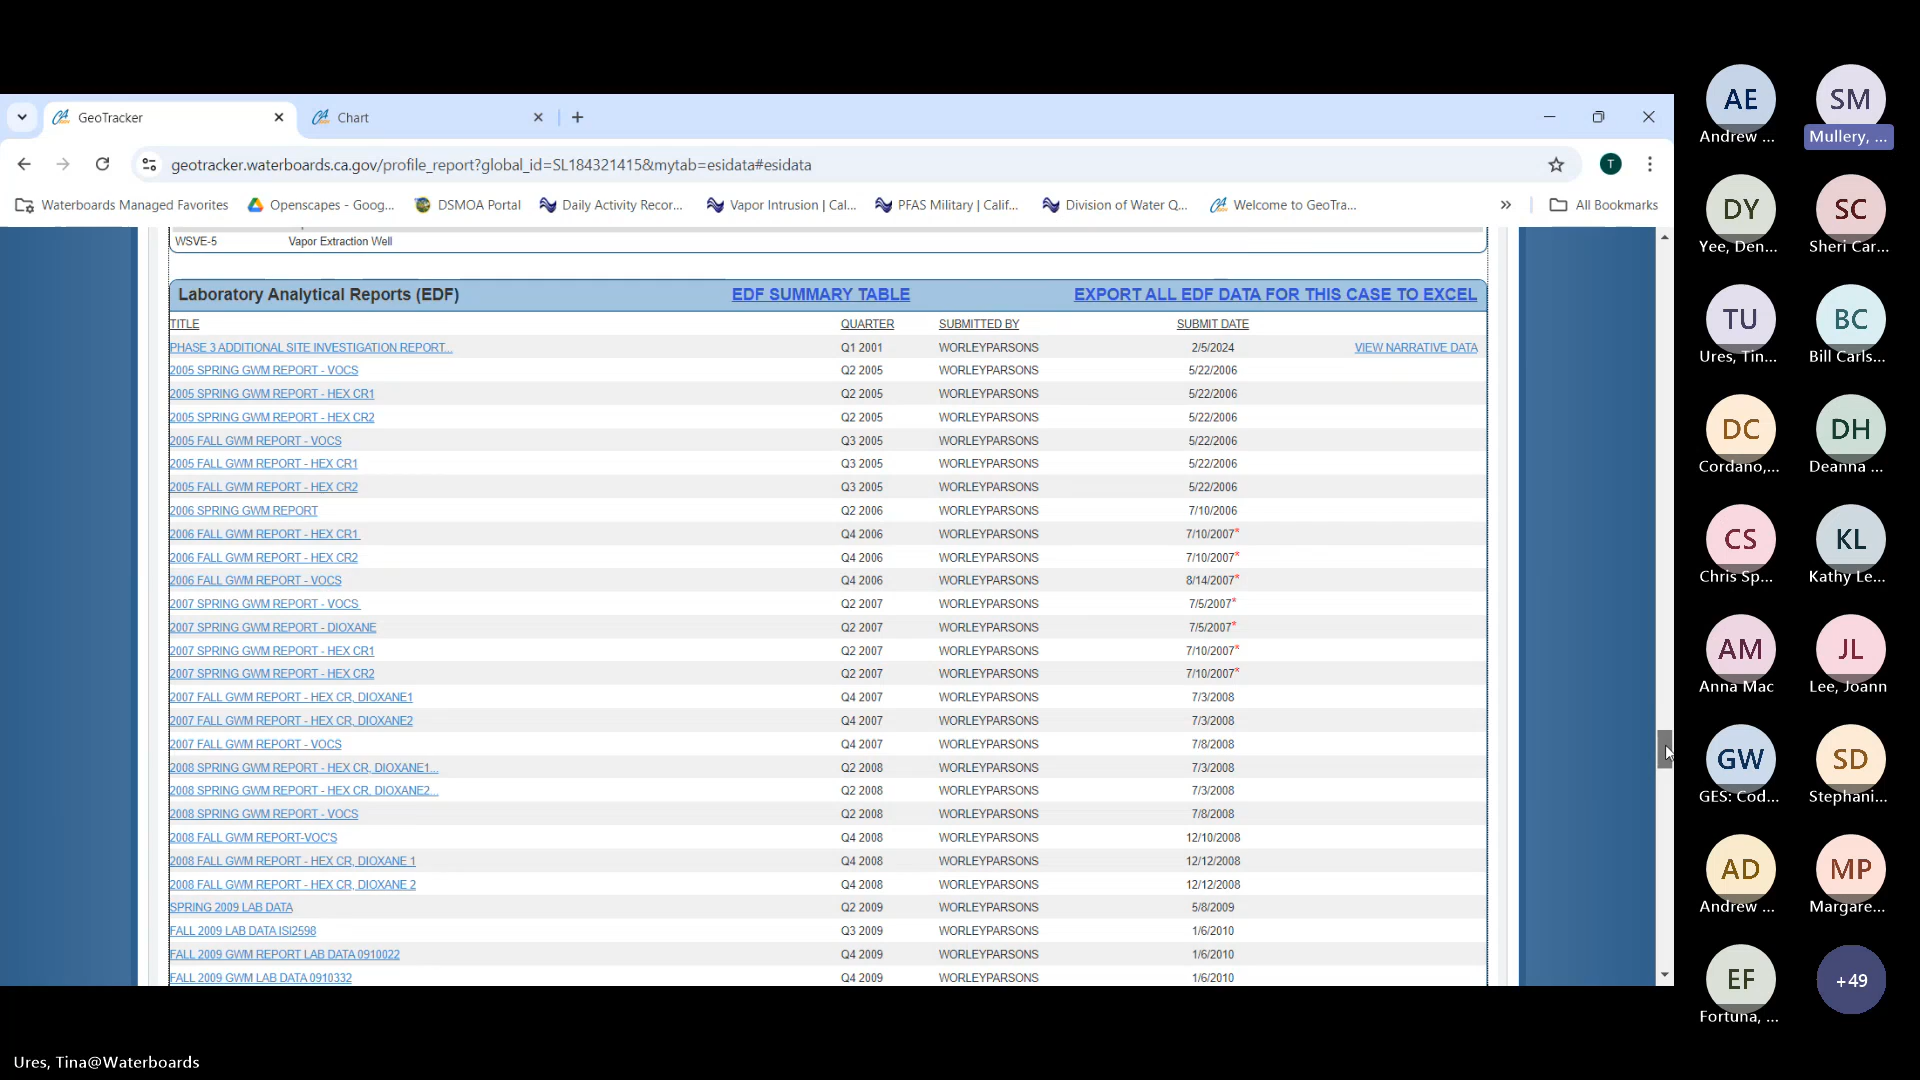 GeoTracker
Chart
geotracker.waterboards.ca.gov/profile_report?global_id=SL184321415&mytab=esidata#esidata
T
Waterboards Managed Favorites
Openscapes - Goog...
DSMOA Portal
Daily Activity Recor...
Vapor Intrusion | Cal...
PFAS Military | Calif...
Division of Water Q...
Welcome to GeoTra...
All Bookmarks
WSVE-5 Vapor Extraction Well
Laboratory Analytical Reports (EDF) EDF SUMMARY TABLE EXPORT ALL EDF DATA FOR THIS CASE TO EXCEL
TITLE QUARTER SUBMITTED BY SUBMIT DATE
PHASE 3 ADDITIONAL SITE INVESTIGATION REPORT... Q1 2001 WORLEYPARSONS 2/5/2024 VIEW NARRATIVE DATA
2005 SPRING GWM REPORT - VOCS Q2 2005 WORLEYPARSONS 5/22/2006
2005 SPRING GWM REPORT - HEX CR1 Q2 2005 WORLEYPARSONS 5/22/2006
2005 SPRING GWM REPORT - HEX CR2 Q2 2005 WORLEYPARSONS 5/22/2006
2005 FALL GWM REPORT - VOCS Q3 2005 WORLEYPARSONS 5/22/2006
2005 FALL GWM REPORT - HEX CR1 Q3 2005 WORLEYPARSONS 5/22/2006
2005 FALL GWM REPORT - HEX CR2 Q3 2005 WORLEYPARSONS 5/22/2006
2006 SPRING GWM REPORT Q2 2006 WORLEYPARSONS 7/10/2006
2006 FALL GWM REPORT - HEX CR1 Q4 2006 WORLEYPARSONS 7/10/2007*
2006 FALL GWM REPORT - HEX CR2 Q4 2006 WORLEYPARSONS 7/10/2007*
2006 FALL GWM REPORT - VOCS Q4 2006 WORLEYPARSONS 8/14/2007*
2007 SPRING GWM REPORT - VOCS Q2 2007 WORLEYPARSONS 7/5/2007*
2007 SPRING GWM REPORT - DIOXANE Q2 2007 WORLEYPARSONS 7/5/2007*
2007 SPRING GWM REPORT - HEX CR1 Q2 2007 WORLEYPARSONS 7/10/2007*
2007 SPRING GWM REPORT - HEX CR2 Q2 2007 WORLEYPARSONS 7/10/2007*
2007 FALL GWM REPORT - HEX CR, DIOXANE1 Q4 2007 WORLEYPARSONS 7/3/2008
2007 FALL GWM REPORT - HEX CR, DIOXANE2 Q4 2007 WORLEYPARSONS 7/3/2008
2007 FALL GWM REPORT - VOCS Q4 2007 WORLEYPARSONS 7/8/2008
2008 SPRING GWM REPORT - HEX CR, DIOXANE1... Q2 2008 WORLEYPARSONS 7/3/2008
2008 SPRING GWM REPORT - HEX CR, DIOXANE2... Q2 2008 WORLEYPARSONS 7/3/2008
2008 SPRING GWM REPORT - VOCS Q2 2008 WORLEYPARSONS 7/8/2008
2008 FALL GWM REPORT-VOC'S Q4 2008 WORLEYPARSONS 12/10/2008
2008 FALL GWM REPORT - HEX CR, DIOXANE 1 Q4 2008 WORLEYPARSONS 12/12/2008
2008 FALL GWM REPORT - HEX CR, DIOXANE 2 Q4 2008 WORLEYPARSONS 12/12/2008
SPRING 2009 LAB DATA Q2 2009 WORLEYPARSONS 5/8/2009
FALL 2009 LAB DATA ISI2598 Q3 2009 WORLEYPARSONS 1/6/2010
FALL 2009 GWM REPORT LAB DATA 0910022 Q4 2009 WORLEYPARSONS 1/6/2010
FALL 2009 GWM LAB DATA 0910332 Q4 2009 WORLEYPARSONS 1/6/2010
AE SM
Andrew ... Mullery, ...
DY SC
Yee, Den... Sheri Car...
TU BC
Ures, Tin... Bill Carls...
DC DH
Cordano,... Deanna ...
CS KL
Chris Sp... Kathy Le...
AM JL
Anna Mac Lee, Joann
GW SD
GES: Cod... Stephani...
AD MP
Andrew ... Margare...
EF +49
Fortuna, ...
Ures, Tina@Waterboards